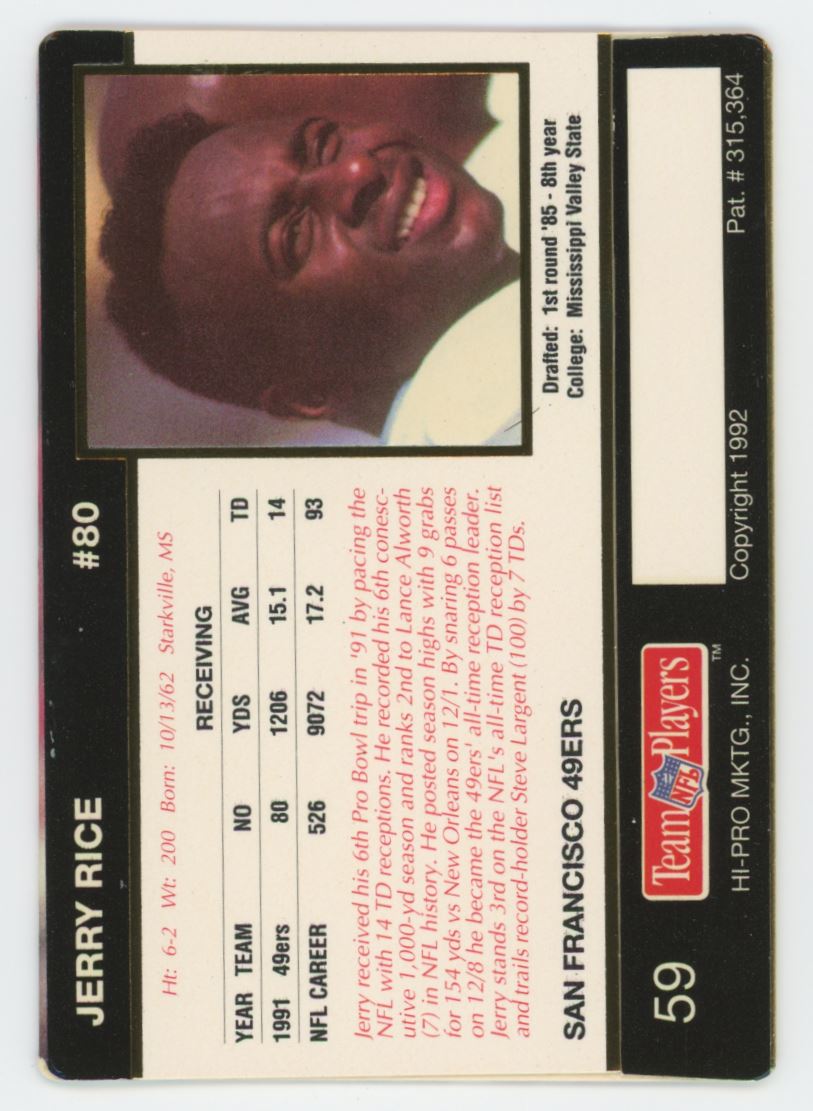 JERRY RICE #80
Ht: 6-2 Wt: 200 Born: 10/13/62 Starkville, MS
RECEIVING
YEAR TEAM NO YDS AVG TD
1991 49ers 80 1206 15.1 14
NFL CAREER 526 9072 17.2 93
Jerry received his 6th Pro Bowl trip in '91 by pacing the
NFL with 14 TD receptions. He recorded his 6th conesc-
utive 1,000-yd season and ranks 2nd to Lance Alworth
(7) in NFL history. He posted season highs with 9 grabs
for 154 yds vs New Orleans on 12/1. By snaring 6 passes
on 12/8 he became the 49ers' all-time reception leader.
Jerry stands 3rd on the NFL's all-time TD reception list
and trails record-holder Steve Largent (100) by 7 TDs.
Drafted: 1st round '85 - 8th year
College: Mississippi Valley State
SAN FRANCISCO 49ERS
59
Team NFL Players
TM
HI-PRO MKTG., INC. Copyright 1992 Pat. # 315,364